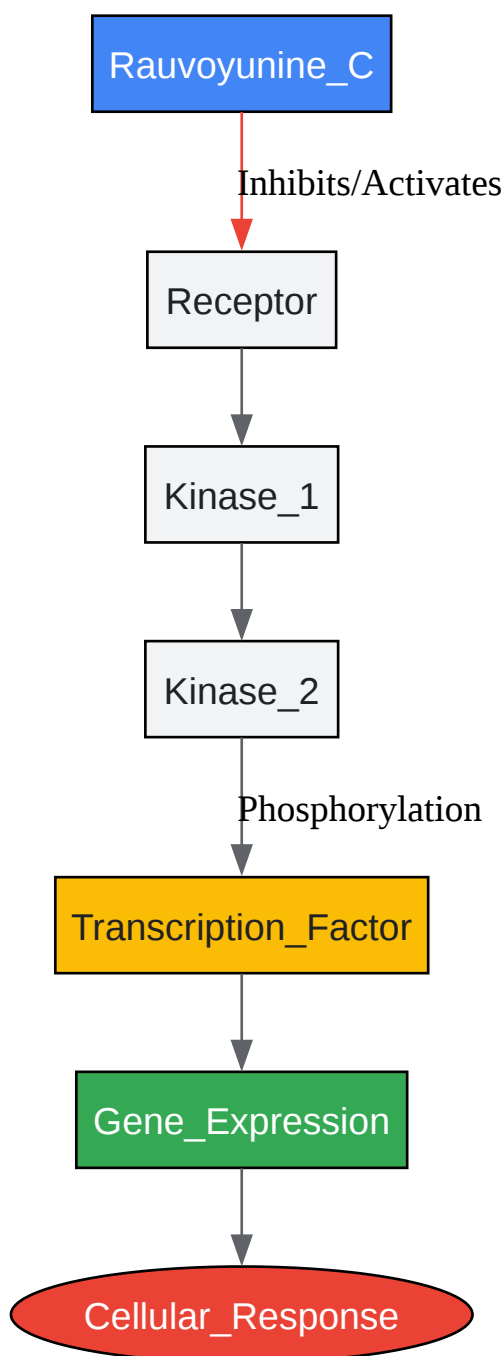 Rauvoyunine_C
Inhibits/Activates
Receptor
Kinase_1
Kinase_2
Phosphorylation
Transcription_Factor
Gene_Expression
Cellular_Response